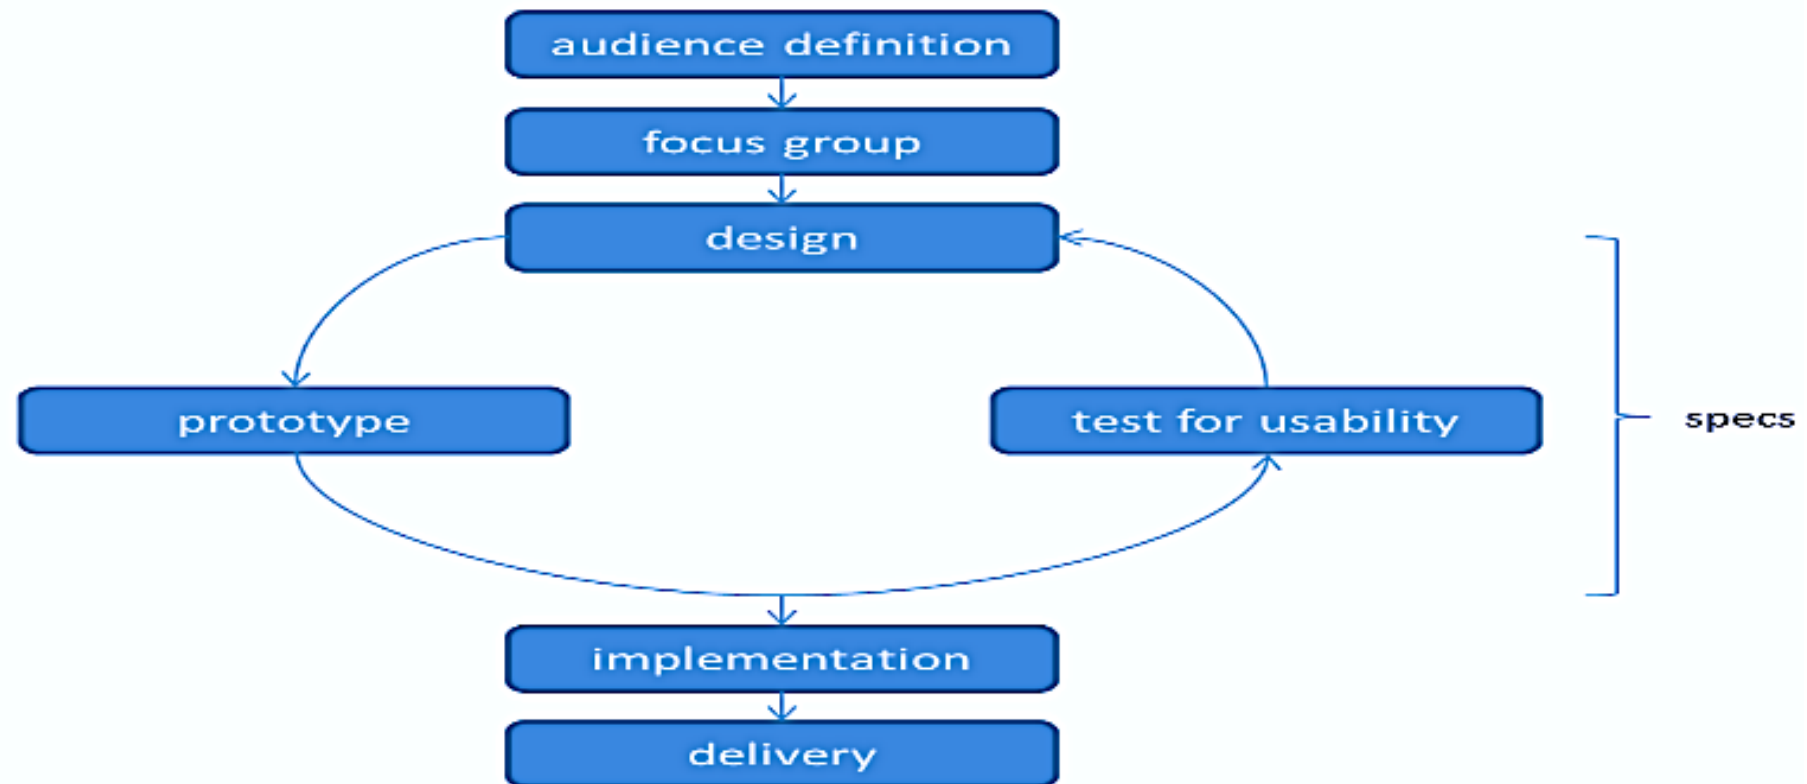 audience definition
focus group
design
prototype
test for usability
specs
implementation
delivery